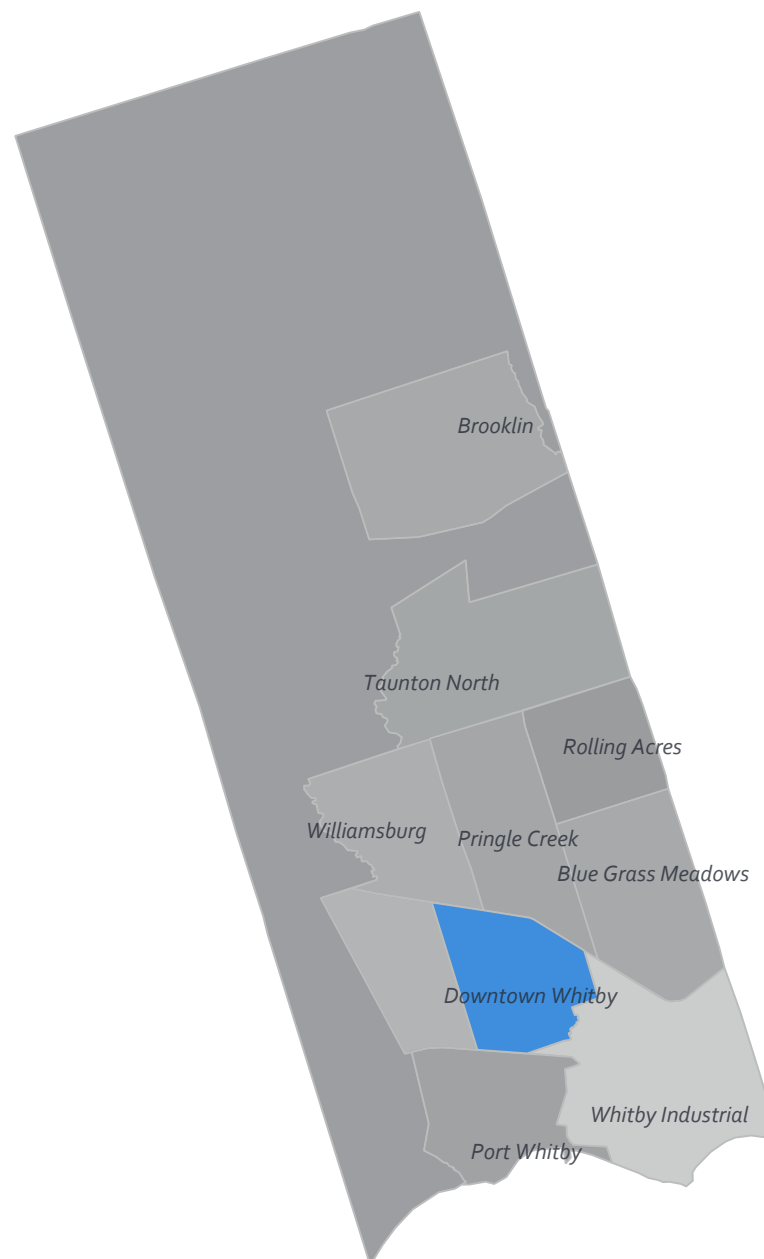 Brooklin
Taunton North
Rolling Acres
Williamsburg
Pringle Creek
Blue Grass Meadows
Downtown Whitby
Whitby Industrial
Port Whitby